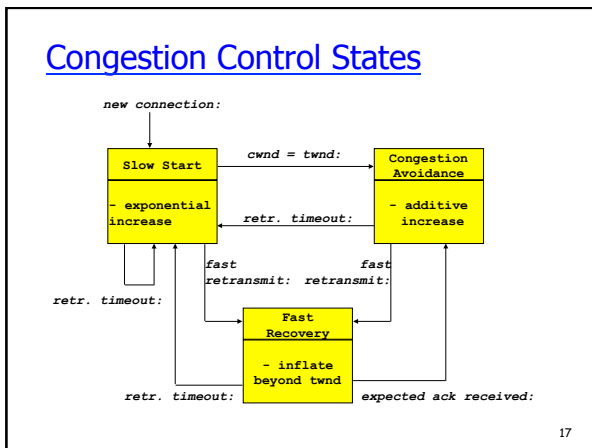 Congestion Control States
new connection:
Slow Start
- exponential
increase
cwnd = twnd:
Congestion
Avoidance
- additive
increase
retr. timeout:
retr. timeout:
fast
retransmit:
fast
retransmit:
Fast
Recovery
- inflate
beyond twnd
retr. timeout:
expected ack received:
17